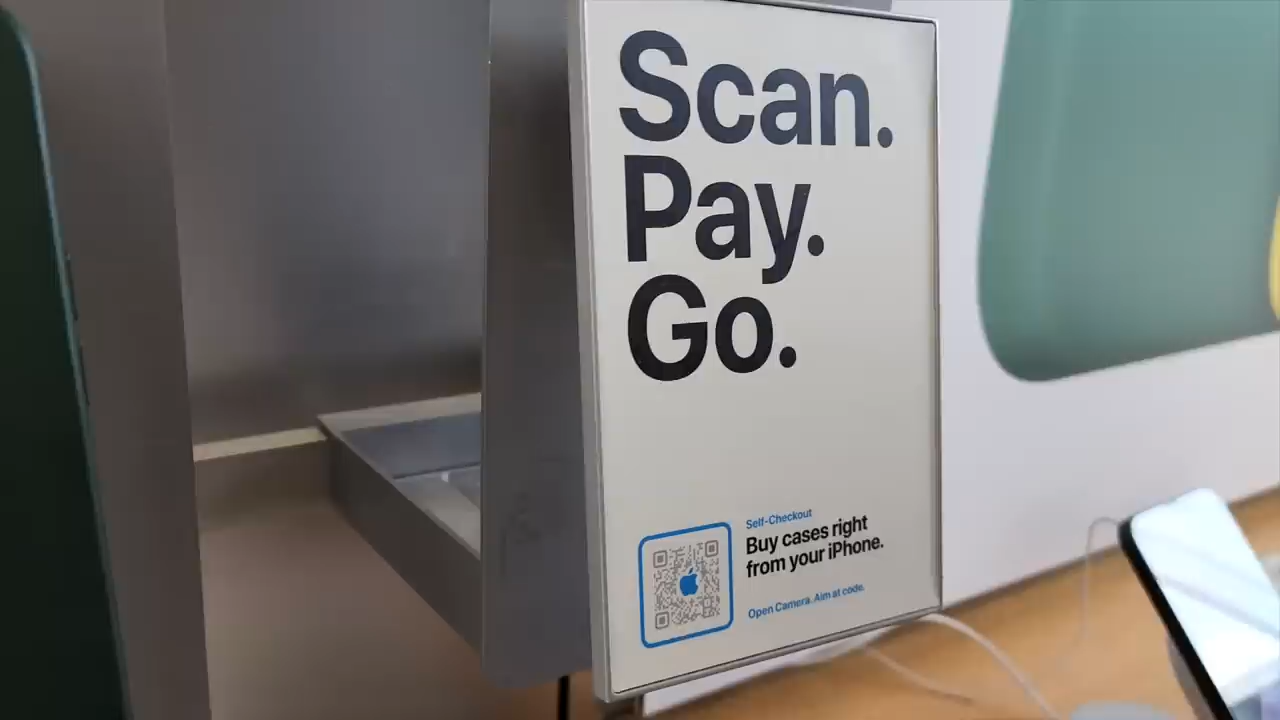 Scan.
Pay.
Go.
Self-Checkout
Buy cases right
from your iPhone.
Open Camera. Aim at code.